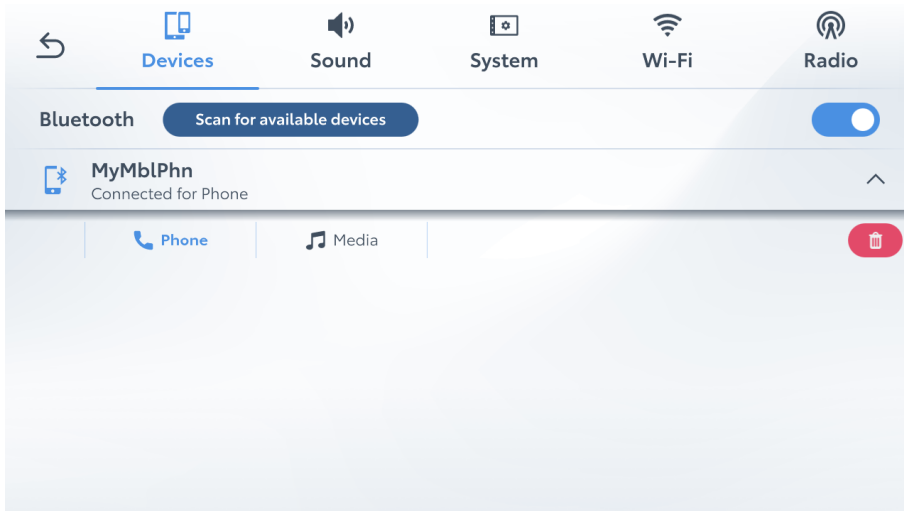 Devices Sound System Wi-Fi Radio
Bluetooth Scan for available devices
MyMblPhn
Connected for Phone
Phone Media